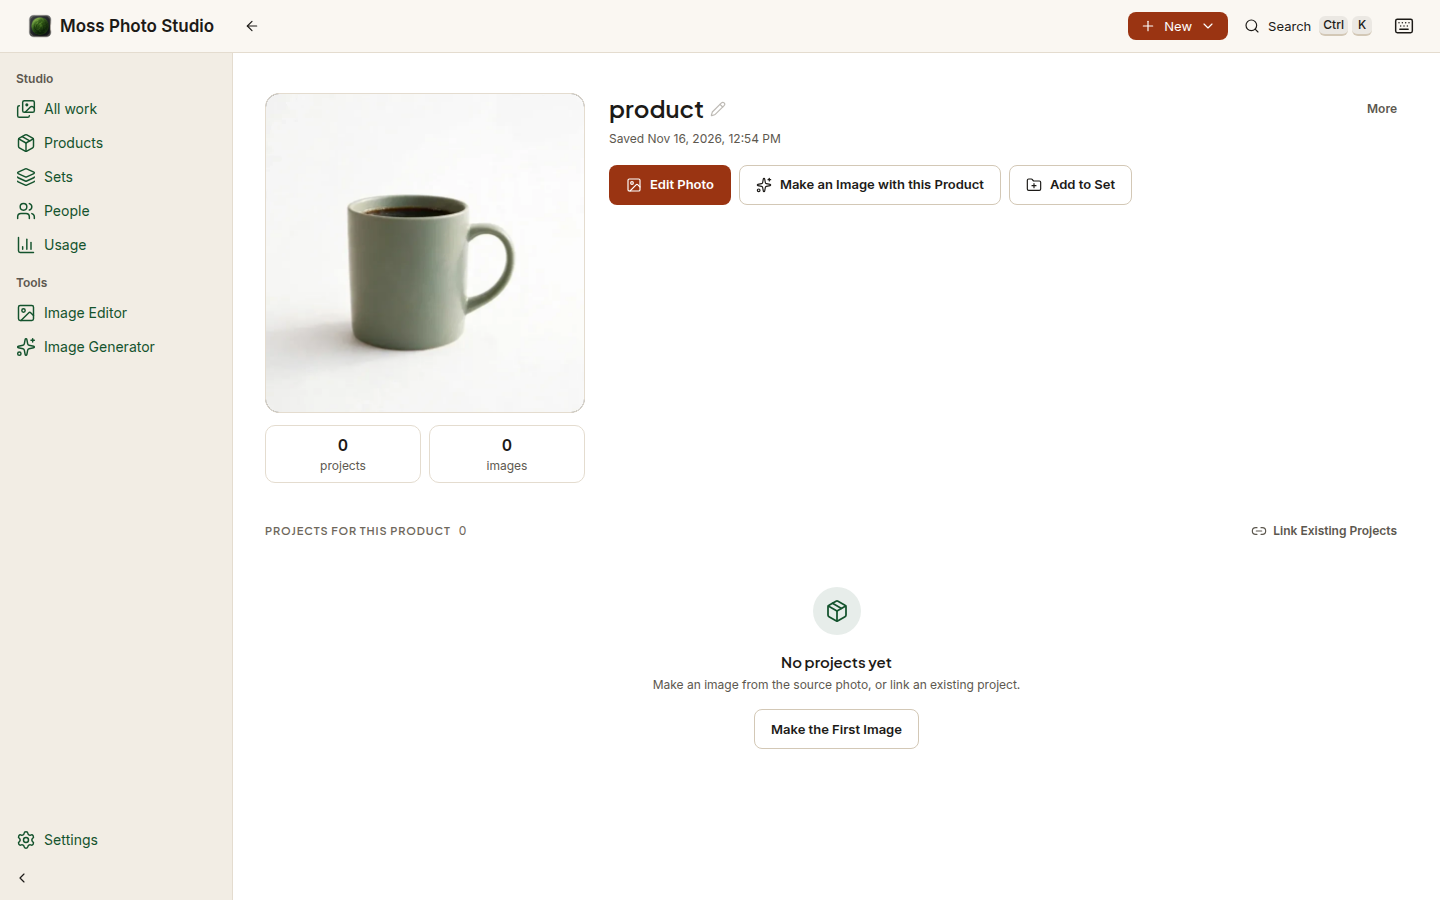 Moss Photo Studio
New
Search Ctrl K
Studio
All work
Products
Sets
People
Usage
Tools
Image Editor
Image Generator
Settings
product
More
Saved Nov 16, 2026, 12:54 PM
Edit Photo
Make an Image with this Product
Add to Set
0
projects
0
images
PROJECTS FOR THIS PRODUCT 0
Link Existing Projects
No projects yet
Make an image from the source photo, or link an existing project.
Make the First Image